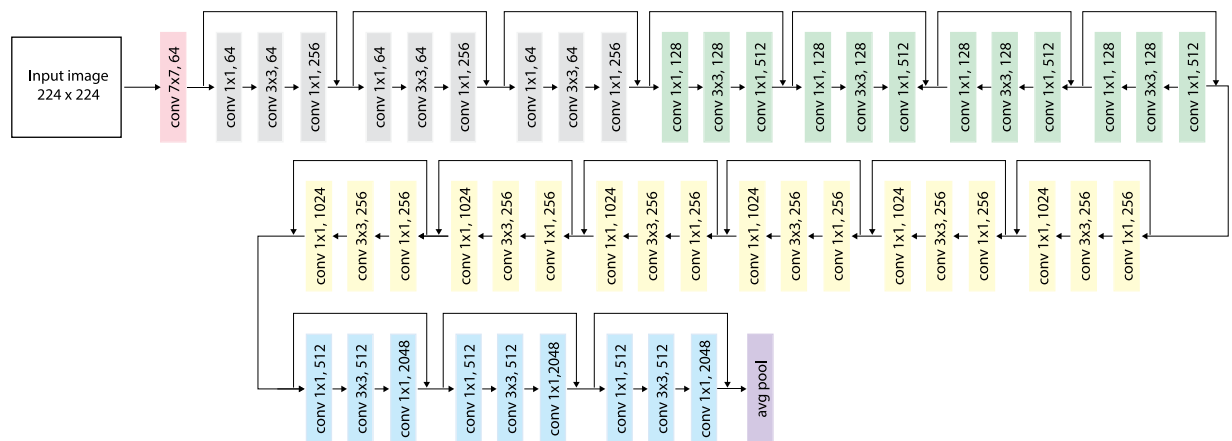 Input image
224 x 224
conv 7x7, 64
conv 1x1, 64
conv 3x3, 64
conv 1x1, 256
conv 1x1, 64
conv 3x3, 64
conv 1x1, 256
conv 1x1, 64
conv 3x3, 64
conv 1x1, 256
conv 1x1, 128
conv 3x3, 128
conv 1x1, 512
conv 1x1, 128
conv 3x3, 128
conv 1x1, 512
conv 1x1, 128
conv 3x3, 128
conv 1x1, 512
conv 1x1, 128
conv 3x3, 128
conv 1x1, 512
conv 1x1, 1024
conv 3x3, 256
conv 1x1, 256
conv 1x1, 1024
conv 3x3, 256
conv 1x1, 256
conv 1x1, 1024
conv 3x3, 256
conv 1x1, 256
conv 1x1, 1024
conv 3x3, 256
conv 1x1, 256
conv 1x1, 1024
conv 3x3, 256
conv 1x1, 256
conv 1x1, 1024
conv 3x3, 256
conv 1x1, 256
conv 1x1, 512
conv 3x3, 512
conv 1x1, 2048
conv 1x1, 512
conv 3x3, 512
conv 1x1,2048
conv 1x1, 512
conv 3x3, 512
conv 1x1, 2048
avg pool